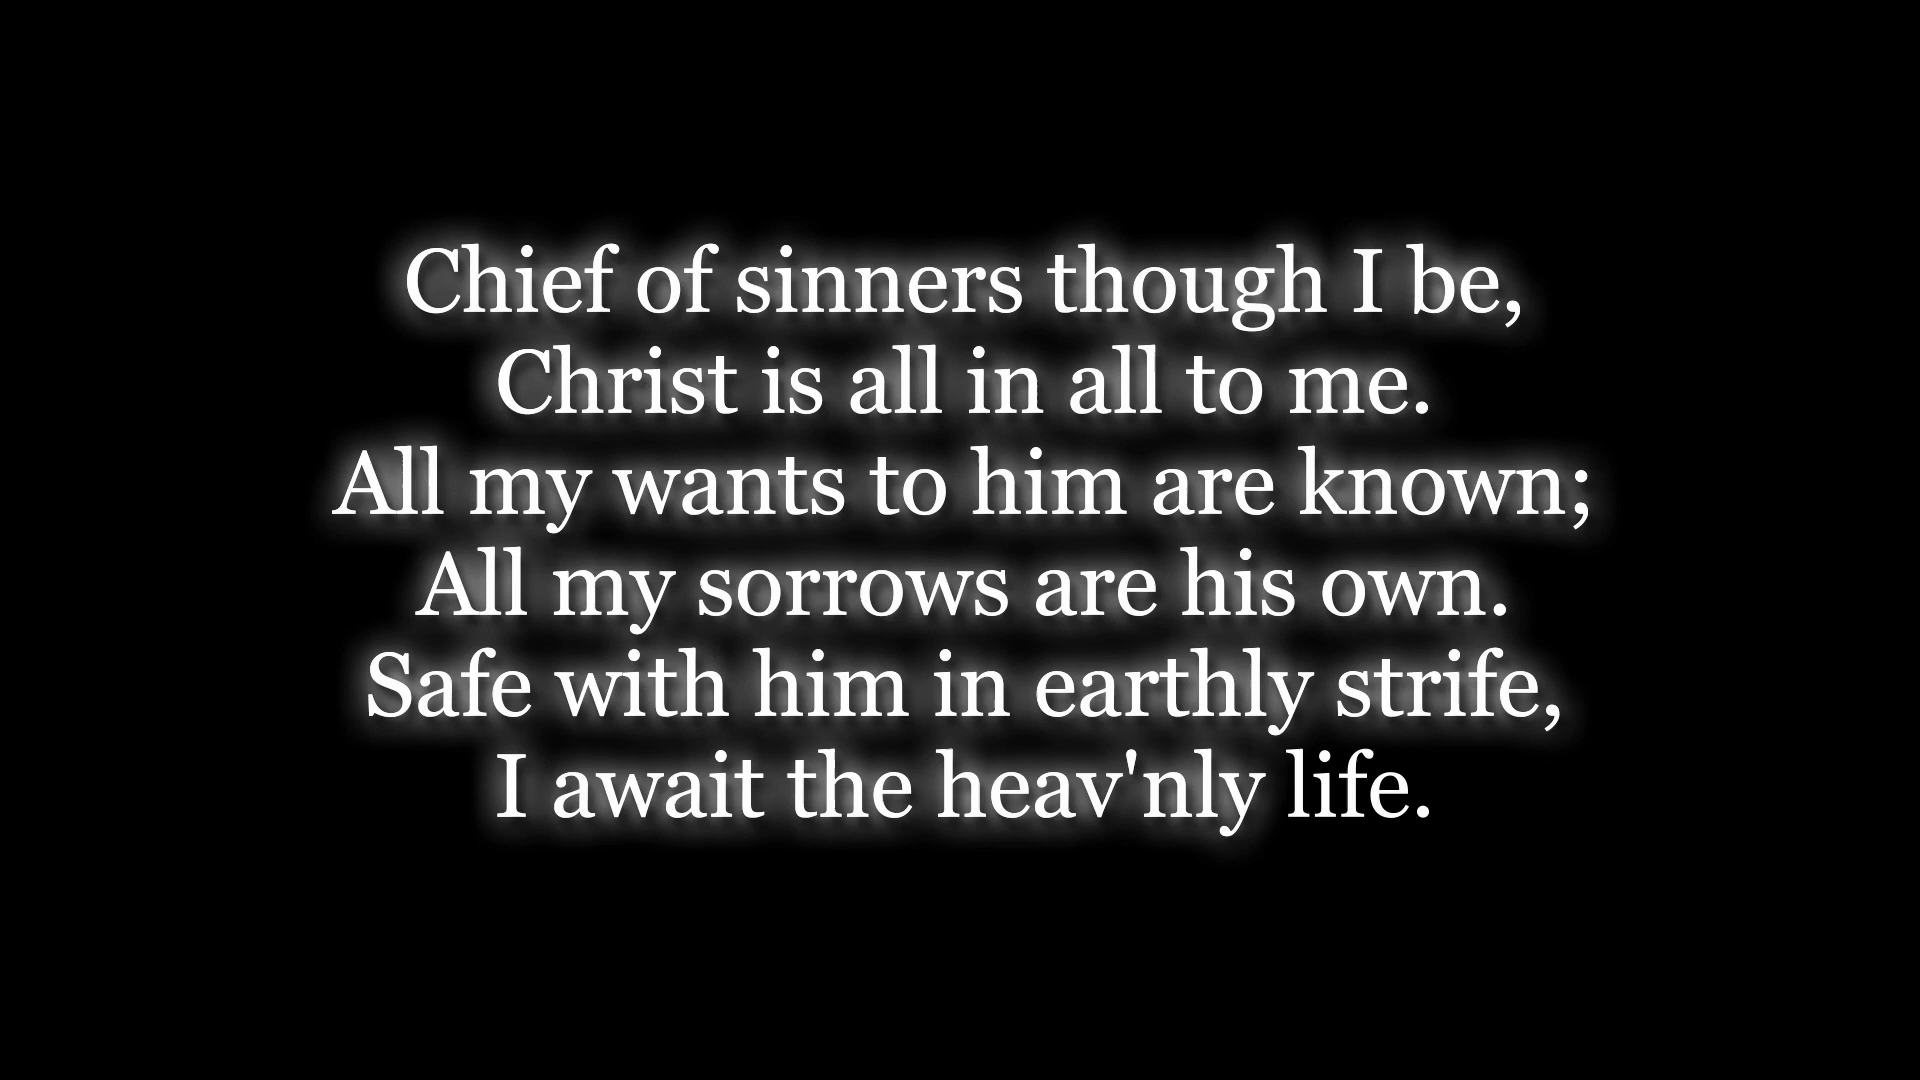 Chief of sinners though I be,
Christ is all in all to me.
All my wants to him are known;
All my sorrows are his own.
Safe with him in earthly strife,
I await the heav'nly life.